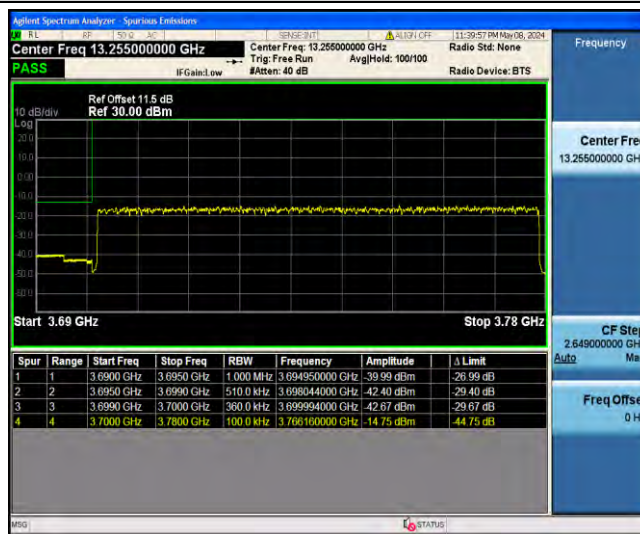 Agilent Spectrum Analyzer - Spurious Emissions
RL RF 50 Ω AC SENSE:INT ALIGN OFF 11:39:57 PM May 08, 2024
Center Freq 13.255000000 GHz Center Freq: 13.255000000 GHz Radio Std: None Frequency
Trig: Free Run Avg|Hold: 100/100
PASS IFGain:Low #Atten: 40 dB Radio Device: BTS
Ref Offset 11.5 dB
10 dB/div Ref 30.00 dBm
Log
20.0
10.0
0.00
-10.0
-20.0
-30.0
-40.0
-50.0
-60.0
Start 3.69 GHz Stop 3.78 GHz
Center Fre
13.255000000 GH
CF Ste
2.649000000 GH
Auto Ma
Freq Offse
0 H
Spur Range Start Freq Stop Freq RBW Frequency Amplitude Δ Limit
1 1 3.6900 GHz 3.6950 GHz 1.000 MHz 3.694950000 GHz -39.99 dBm -26.99 dB
2 2 3.6950 GHz 3.6990 GHz 510.0 kHz 3.698044000 GHz -42.40 dBm -29.40 dB
3 3 3.6990 GHz 3.7000 GHz 360.0 kHz 3.699994000 GHz -42.67 dBm -29.67 dB
4 4 3.7000 GHz 3.7800 GHz 100.0 kHz 3.766160000 GHz -14.75 dBm -44.75 dB
MSG STATUS